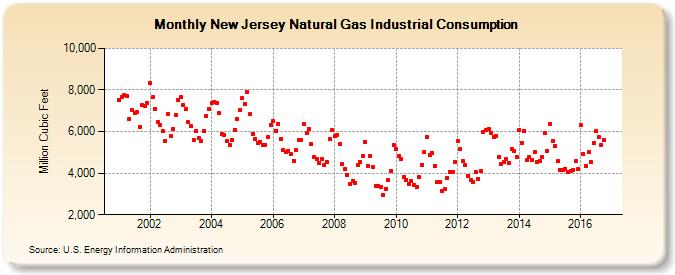 Monthly New Jersey Natural Gas Industrial Consumption
Million Cubic Feet
10,000
8,000
6,000
4,000
2,000
2002 2004 2006 2008 2010 2012 2014 2016
Source: U.S. Energy Information Administration